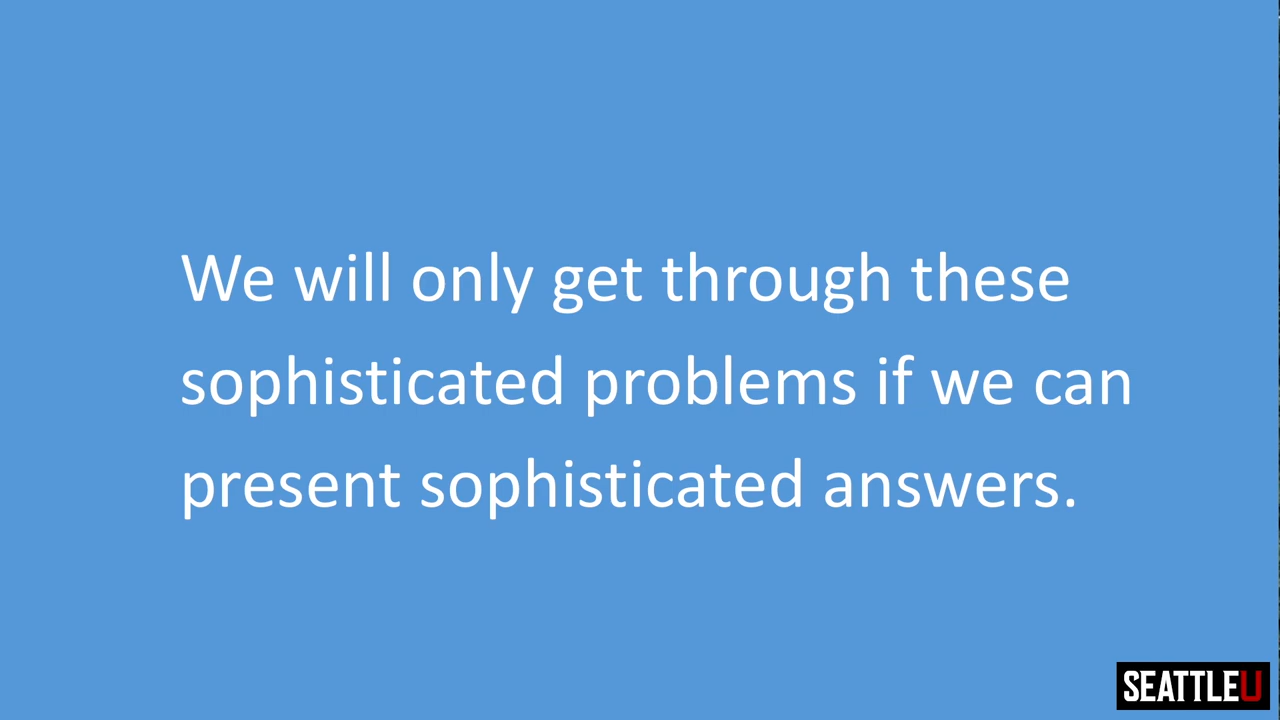 We will only get through these
sophisticated problems if we can
present sophisticated answers.
SEATTLEU